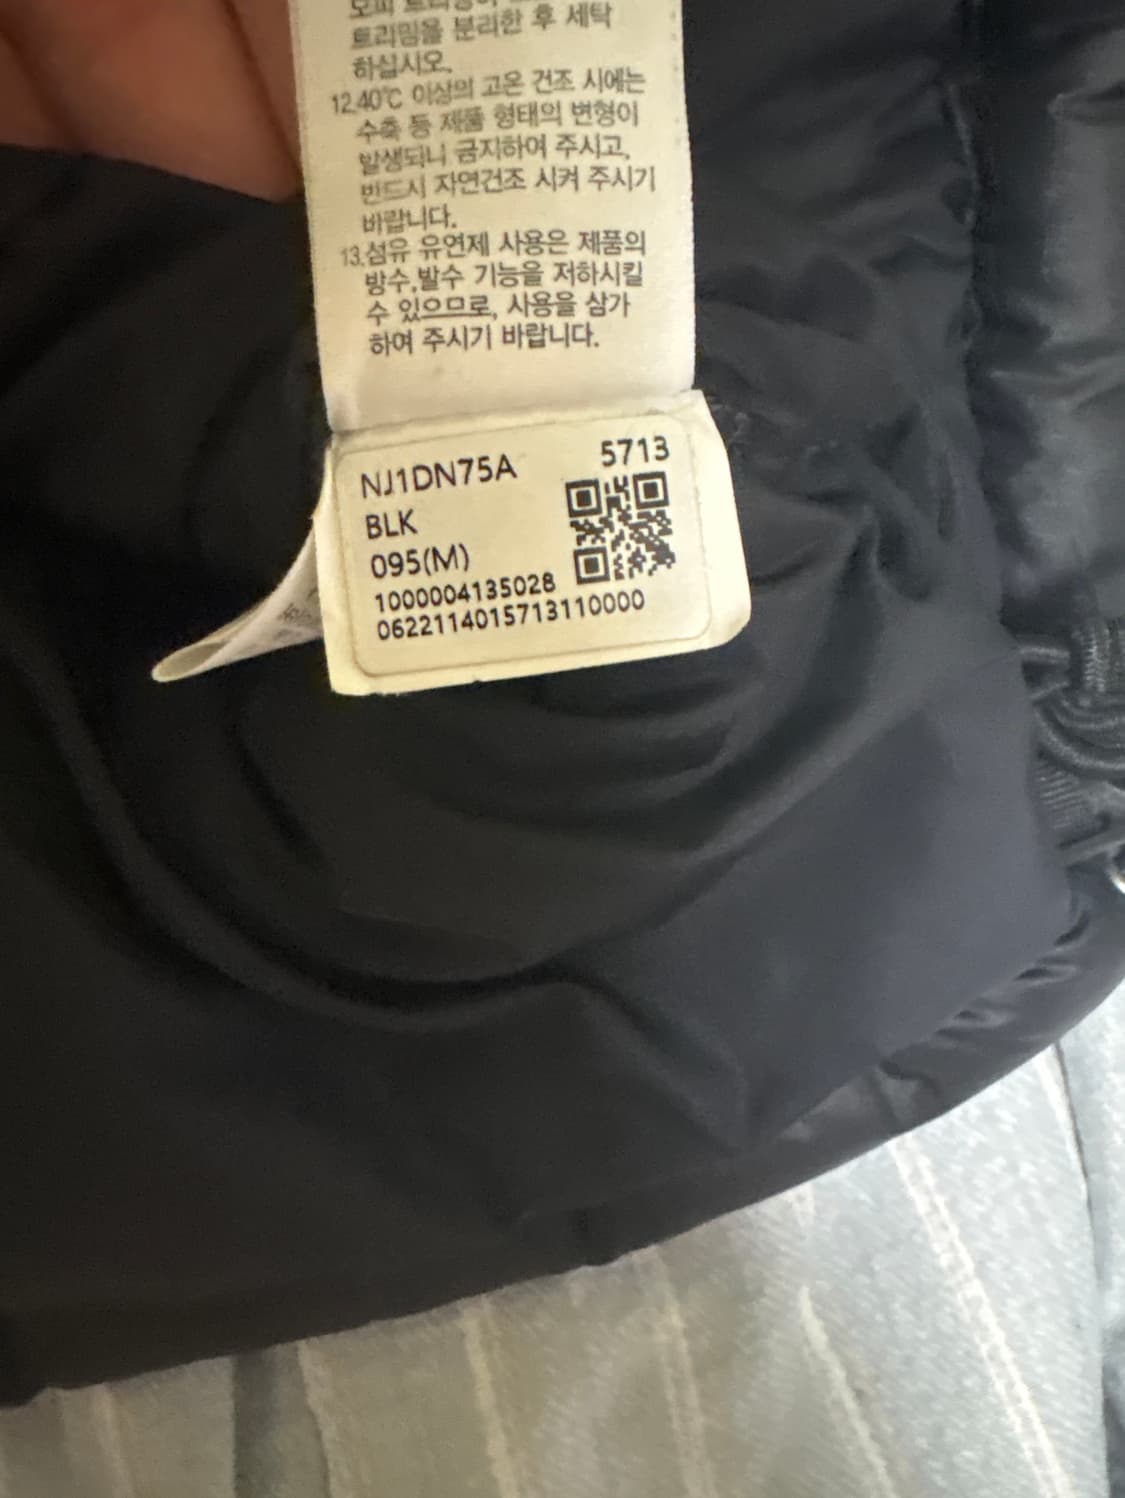 트리밍을 분리한 후 세탁
하십시오.
12.40℃ 이상의 고온 건조 시에는
수축 등 제품 형태의 변형이
발생되니 금지하여 주시고,
반드시 자연건조 시켜 주시기
바랍니다.
13.섬유 유연제 사용은 제품의
방수,발수 기능을 저하시킬
수 있으므로, 사용을 삼가
하여 주시기 바랍니다.
NJ1DN75A 5713
BLK
095(M)
1000004135028
0622114015713110000